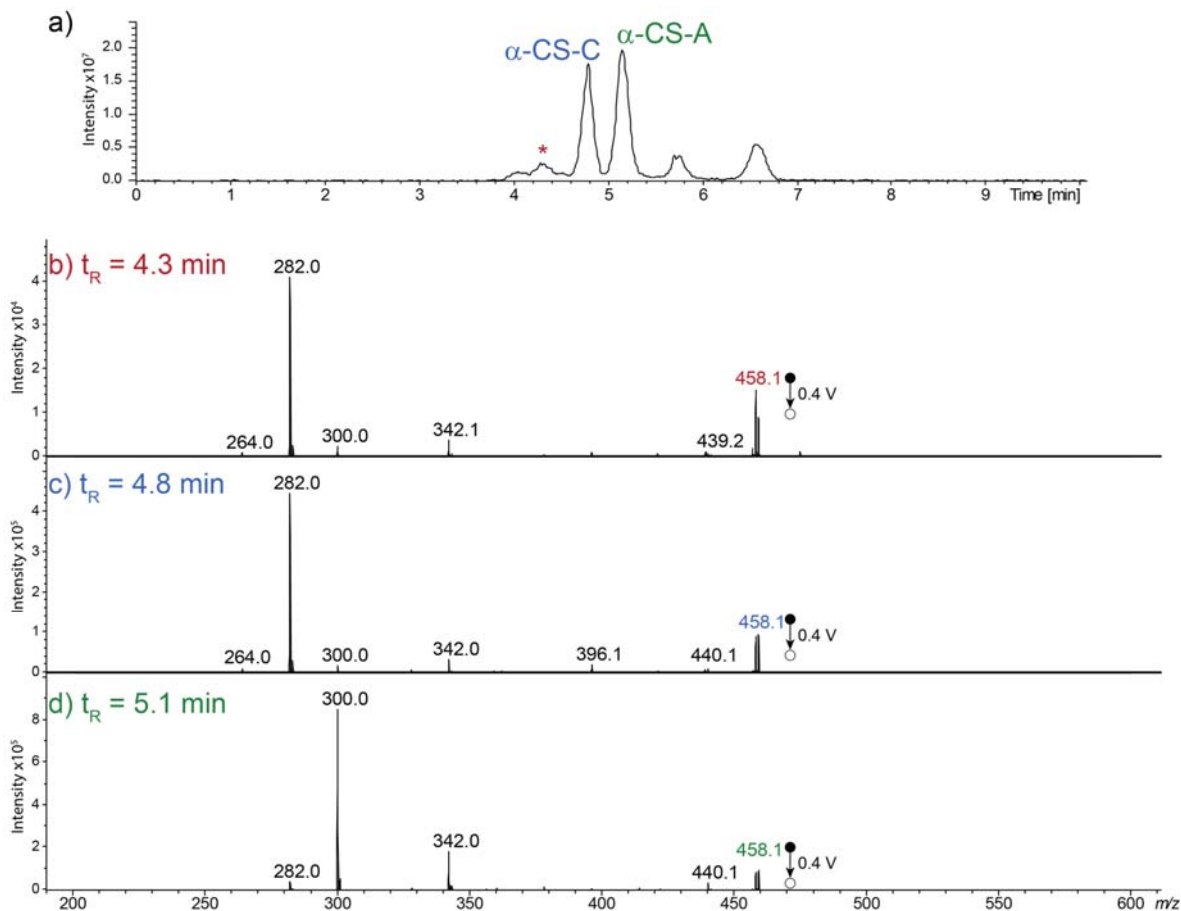 a)
Intensity x10⁷
2.0
1.5
1.0
0.5
0.0
α-CS-C
α-CS-A
*
0 1 2 3 4 5 6 7 8 9 Time [min]
b) tR = 4.3 min
Intensity x10⁴
4
3
2
1
0
264.0
282.0
300.0
342.1
439.2
458.1
0.4 V
c) tR = 4.8 min
Intensity x10⁵
4
3
2
1
0
264.0
282.0
300.0
342.0
396.1
440.1
458.1
0.4 V
d) tR = 5.1 min
Intensity x10⁵
8
6
4
2
0
282.0
300.0
342.0
440.1
458.1
0.4 V
200 250 300 350 400 450 500 550 600 m/z